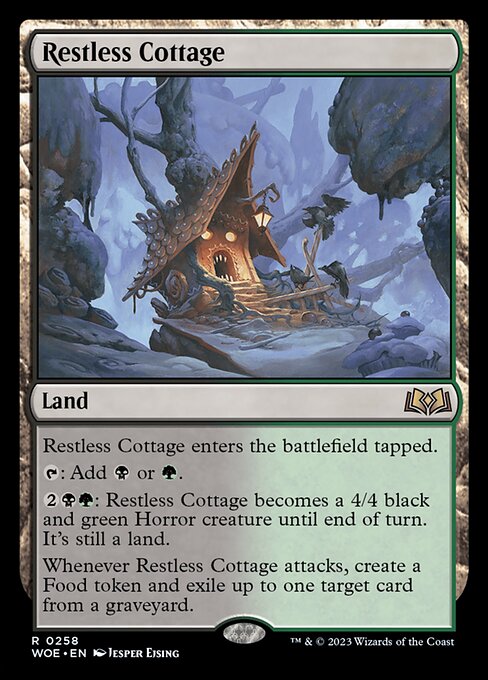 Restless Cottage
Land
Restless Cottage enters the battlefield tapped.
: Add or .
2 : Restless Cottage becomes a 4/4 black
and green Horror creature until end of turn.
It's still a land.
Whenever Restless Cottage attacks, create a
Food token and exile up to one target card
from a graveyard.
R 0258
WOE • EN Jesper Eising
™ & © 2023 Wizards of the Coast